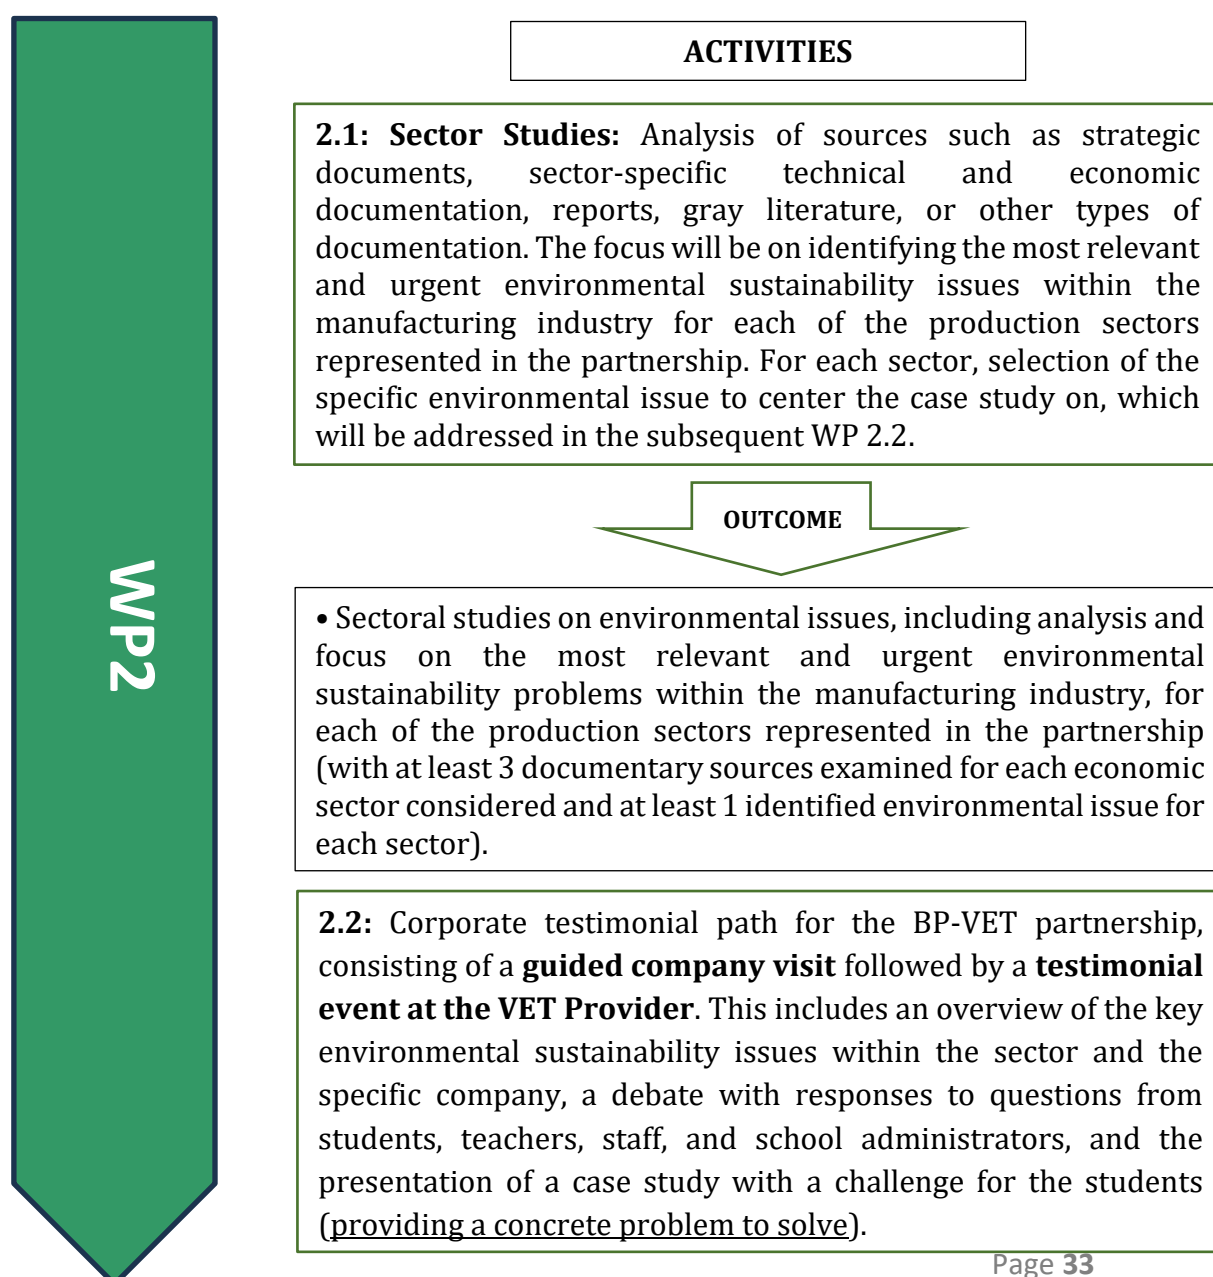 ACTIVITIES
2.1: Sector Studies: Analysis of sources such as strategic
documents, sector-specific technical and economic
documentation, reports, gray literature, or other types of
documentation. The focus will be on identifying the most relevant
and urgent environmental sustainability issues within the
manufacturing industry for each of the production sectors
represented in the partnership. For each sector, selection of the
specific environmental issue to center the case study on, which
will be addressed in the subsequent WP 2.2.
OUTCOME
WP2
• Sectoral studies on environmental issues, including analysis and
focus on the most relevant and urgent environmental
sustainability problems within the manufacturing industry, for
each of the production sectors represented in the partnership
(with at least 3 documentary sources examined for each economic
sector considered and at least 1 identified environmental issue for
each sector).
2.2: Corporate testimonial path for the BP-VET partnership,
consisting of a guided company visit followed by a testimonial
event at the VET Provider. This includes an overview of the key
environmental sustainability issues within the sector and the
specific company, a debate with responses to questions from
students, teachers, staff, and school administrators, and the
presentation of a case study with a challenge for the students
(providing a concrete problem to solve).
Page 33